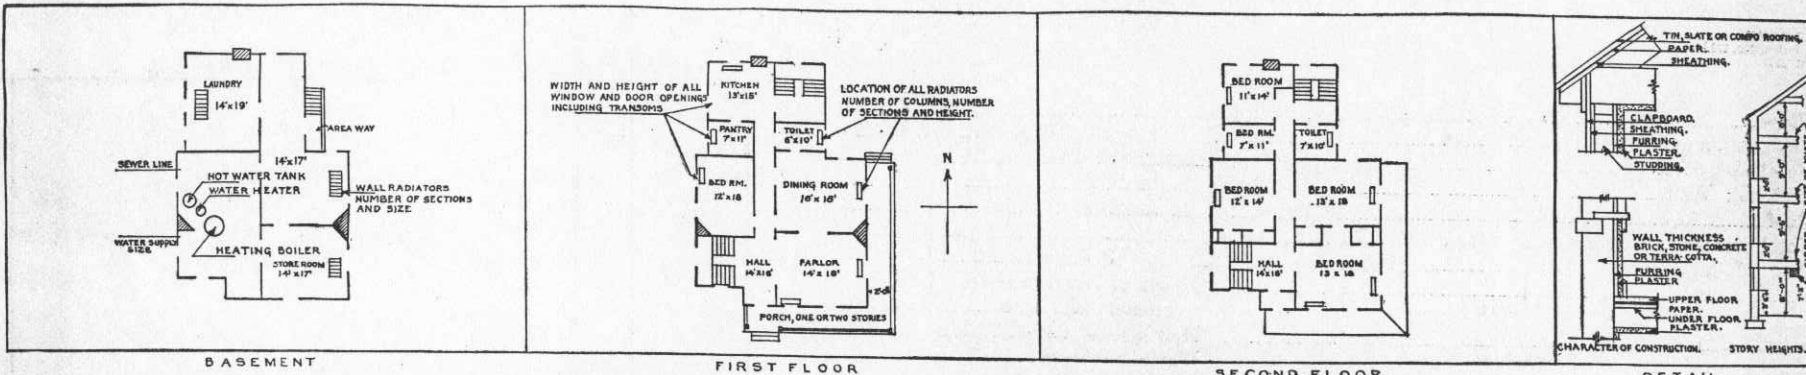 LAUNDRY
14'x19'
AREA WAY
SEWER LINE
14'x17'
HOT WATER TANK
WATER HEATER
WALL RADIATORS
NUMBER OF SECTIONS
AND SIZE
WATER SUPPLY
SIZE
HEATING BOILER
STORE ROOM
14'x17'
BASEMENT
WIDTH AND HEIGHT OF ALL
WINDOW AND DOOR OPENINGS
INCLUDING TRANSOMS
KITCHEN
13'x15'
LOCATION OF ALL RADIATORS
NUMBER OF COLUMNS, NUMBER
OF SECTIONS AND HEIGHT.
PANTRY
7'x11'
TOILET
BED RM.
12'x18
DINING ROOM
16'x18'
N
HALL
14'x18'
PARLOR
14'x18'
PORCH, ONE OR TWO STORIES
FIRST FLOOR
BED ROOM
11'x14'
BED RM.
7'x11'
TOILET
7'x10'
BED ROOM
12'x14'
BED ROOM
13'x18
HALL
14'x18'
BED ROOM
13 x 18
SECOND FLOOR
TIN, SLATE OR COMPO ROOFING.
PAPER.
SHEATHING.
CLAPBOARD.
SHEATHING.
FURRING.
PLASTER.
STUDDING.
WALL THICKNESS
BRICK, STONE, CONCRETE
OR TERRA-COTTA.
FURRING
PLASTER
UPPER FLOOR
PAPER.
UNDER FLOOR
PLASTER.
CHARACTER OF CONSTRUCTION.
STORY HEIGHTS.